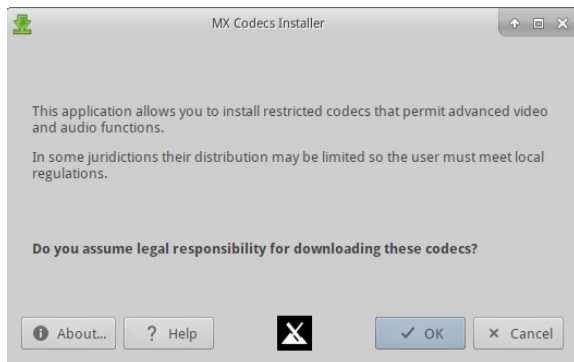 MX Codecs Installer
This application allows you to install restricted codecs that permit advanced video
and audio functions.
In some juridictions their distribution may be limited so the user must meet local
regulations.
Do you assume legal responsibility for downloading these codecs?
About...
? Help
OK
Cancel